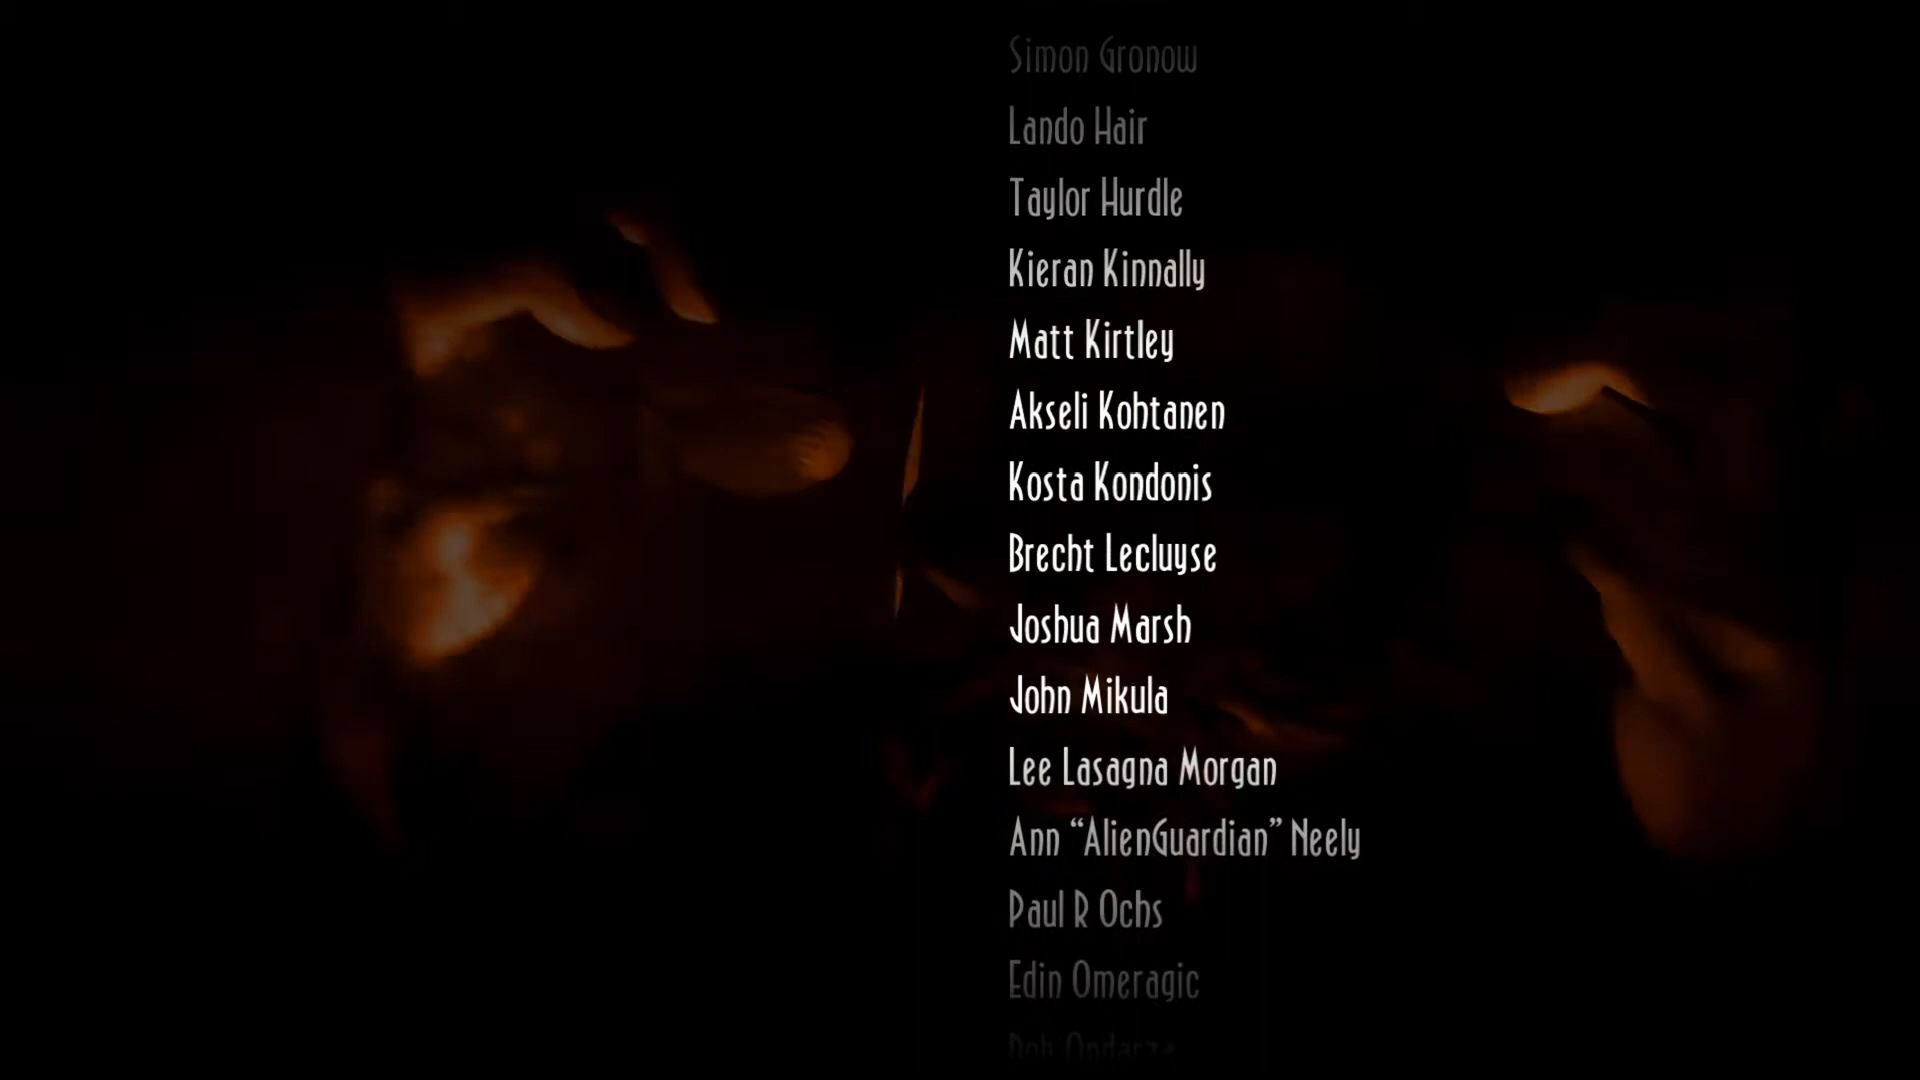 Simon Gronow
Lando Hair
Taylor Hurdle
Kieran Kinnally
Matt Kirtley
Akseli Kohtanen
Kosta Kondonis
Brecht Lecluyse
Joshua Marsh
John Mikula
Lee Lasagna Morgan
Ann “AlienGuardian” Neely
Paul R Ochs
Edin Omeragic